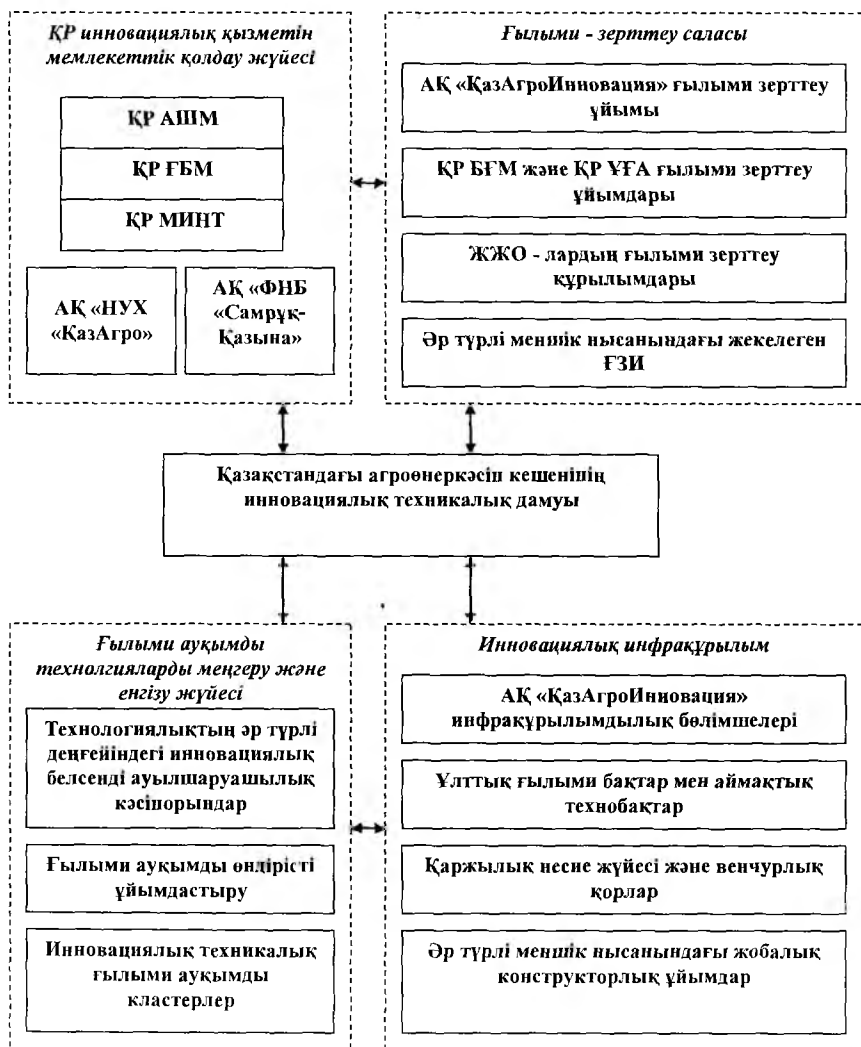 ҚР инновациялық қызметін
мемлекеттік қолдау жүйесі
ҚР АШМ
ҚР ҒБМ
ҚР МИНТ
АҚ «НУХ
«ҚазАгро»
АҚ «ФНБ
«Самрұқ-
Қазына»
Ғылыми - зерттеу саласы
АҚ «ҚазАгроИнновация» ғылыми зерттеу
ұйымы
ҚР БҒМ және ҚР ҰҒА ғылыми зерттеу
ұйымдары
ЖЖО - лардың ғылыми зерттеу
құрылымдары
Әр түрлі меншік нысанындағы жекелеген
ҒЗИ
Қазақстандағы агроөнеркәсіп кешенінің
инновациялық техникалық дамуы
Ғылыми ауқымды
технолгияларды меңгеру және
енгізу жүйесі
Технологиялықтың әр түрлі
деңғейіндегі инновациялық
белсенді ауылшаруашылық
кәсіпорындар
Ғылыми ауқымды өндірісті
ұйымдастыру
Инновациялық техникалық
ғылыми ауқымды
кластерлер
Инновациялық инфрақұрылым
АҚ «ҚазАгроИнновация»
инфрақұрылымдылық бөлімшелері
Ұлттық ғылыми бақтар мен аймақтық
технобақтар
Қаржылық несие жүйесі және венчурлық
қорлар
Әр түрлі меншік нысанындағы жобалық
конструкторлық ұйымдар